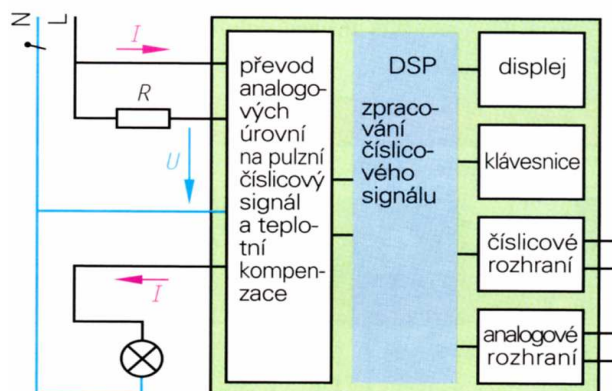 N
L
I
R
U
I
převod
analogo-
vých
úrovní
na pulzní
číslicový
signál
a teplo-
tní
kompen-
zace
DSP
zpraco-
vání
číslico-
vého
signálu
displej
klávesnice
číslicové
rozhraní
analogové
rozhraní